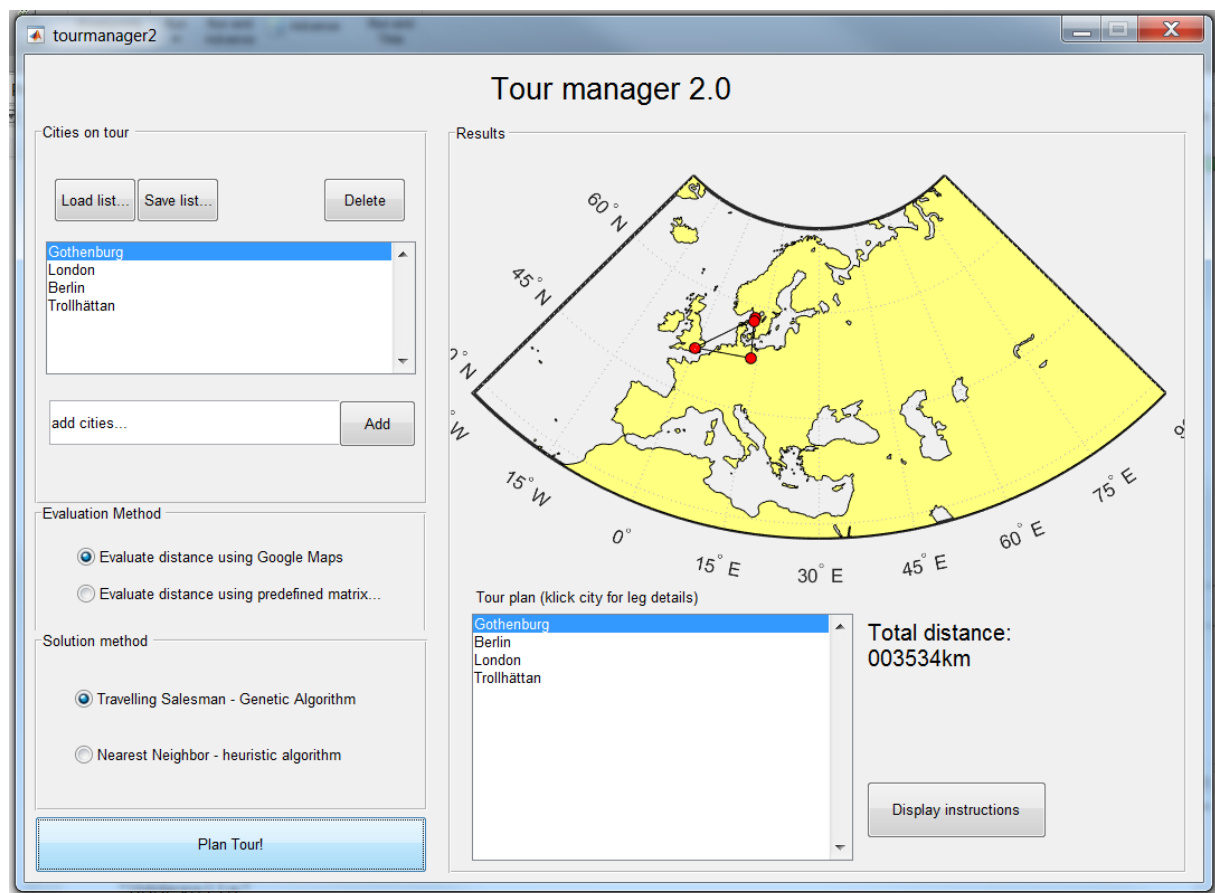 tourmanager2
Tour manager 2.0
Cities on tour
Load list...
Save list...
Delete
Gothenburg
London
Berlin
Trollhättan
add cities...
Add
Evaluation Method
Evaluate distance using Google Maps
Evaluate distance using predefined matrix...
Solution method
Travelling Salesman - Genetic Algorithm
Nearest Neighbor - heuristic algorithm
Plan Tour!
Results
60° N
45° N
0° N
W
15° W
0°
15° E
30° E
45° E
60° E
75° E
Tour plan (klick city for leg details)
Gothenburg
Berlin
London
Trollhättan
Total distance:
003534km
Display instructions